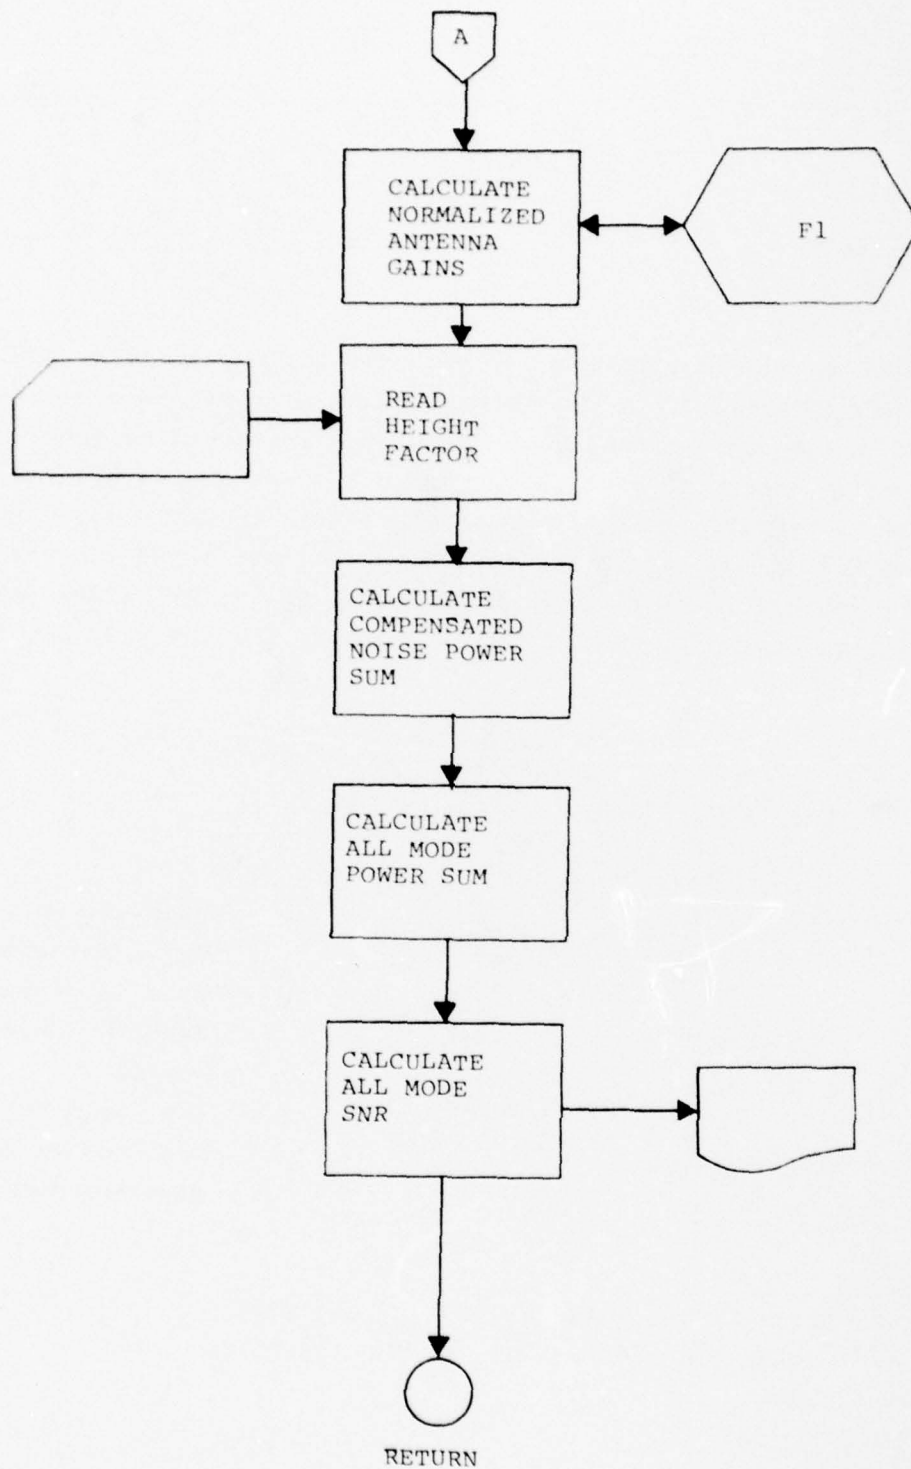 A
CALCULATE
NORMALIZED
ANTENNA
GAINS
F1
READ
HEIGHT
FACTOR
CALCULATE
COMPENSATED
NOISE POWER
SUM
CALCULATE
ALL MODE
POWER SUM
CALCULATE
ALL MODE
SNR
RETURN